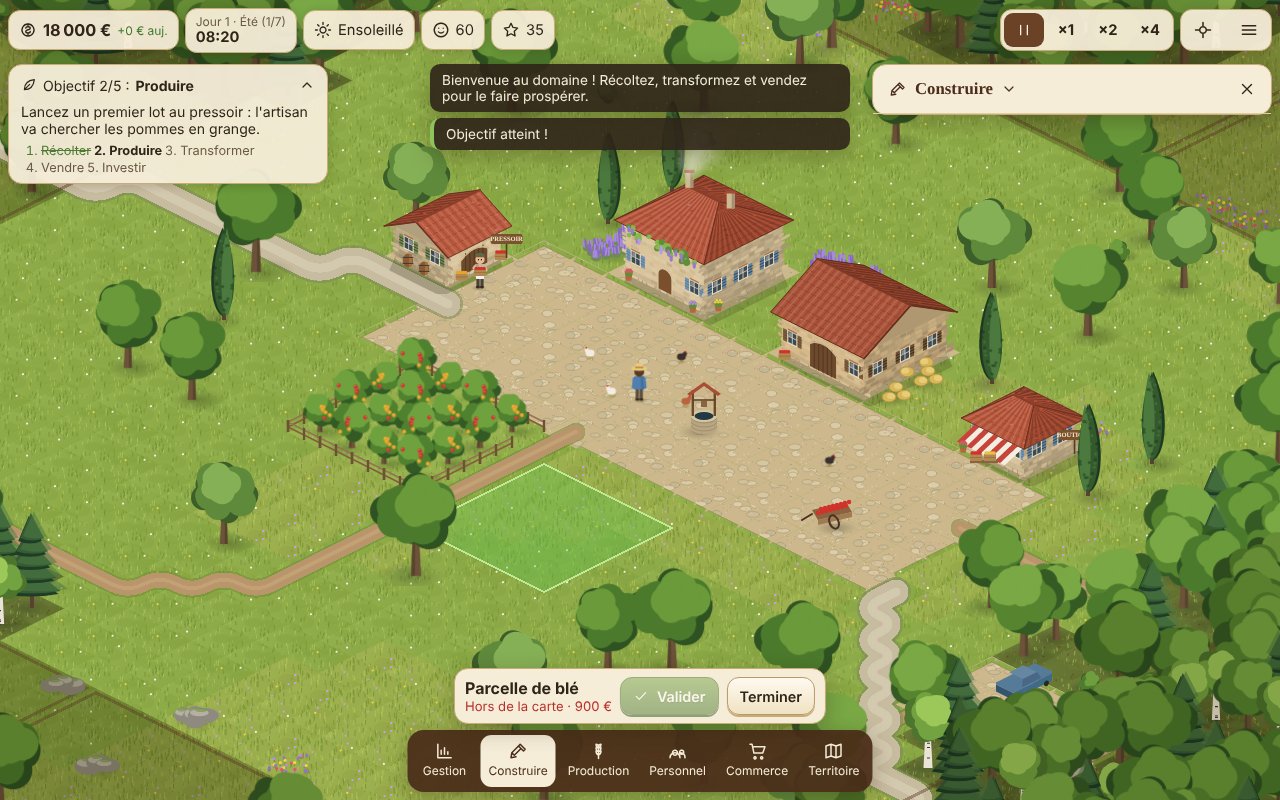 18 000 € +0 € auj.
Jour 1 · Été (1/7)
08:20
Ensoleillé
60
35
×1
×2
×4
Objectif 2/5 : Produire
Lancez un premier lot au pressoir : l'artisan
va chercher les pommes en grange.
1. Récolter 2. Produire 3. Transformer
4. Vendre 5. Investir
Bienvenue au domaine ! Récoltez, transformez et vendez
pour le faire prospérer.
Objectif atteint !
Construire
PRESSOIR
BOUTI
Parcelle de blé
Hors de la carte · 900 €
Valider
Terminer
Gestion
Construire
Production
Personnel
Commerce
Territoire